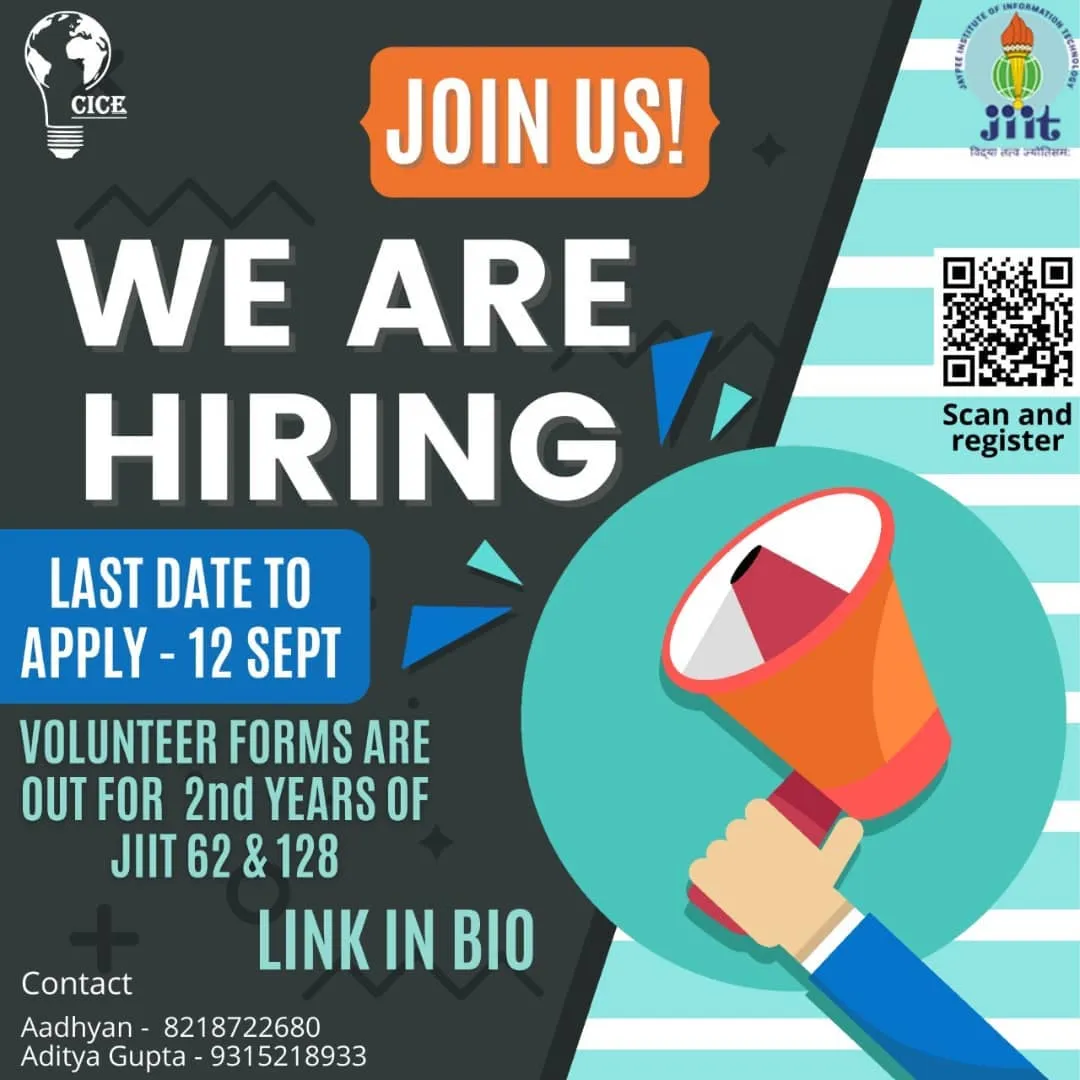 CICE
JOIN US!
JAYPEE INSTITUTE OF INFORMATION TECHNOLOGY
jiit
विद्या तत्व ज्योतिसमः
WE ARE
HIRING
Scan and
register
LAST DATE TO
APPLY - 12 SEPT
VOLUNTEER FORMS ARE
OUT FOR 2nd YEARS OF
JIIT 62 & 128
LINK IN BIO
Contact
Aadhyan - 8218722680
Aditya Gupta - 9315218933